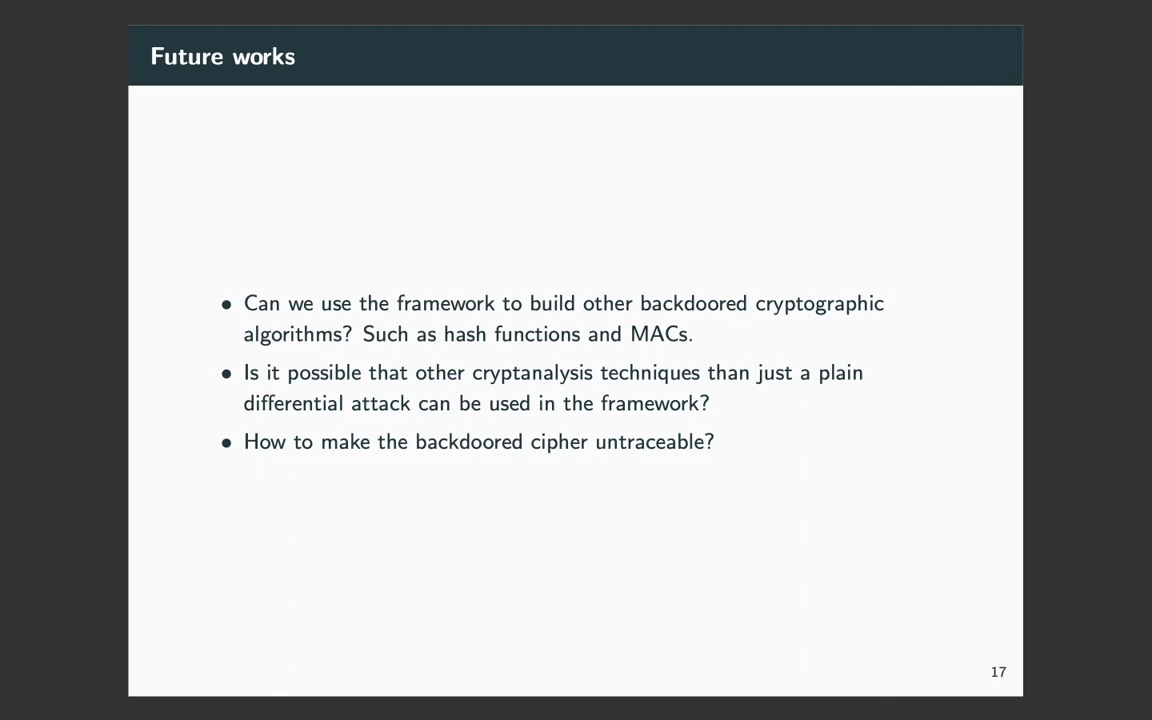 Future works
• Can we use the framework to build other backdoored cryptographic
algorithms? Such as hash functions and MACs.
• Is it possible that other cryptanalysis techniques than just a plain
differential attack can be used in the framework?
• How to make the backdoored cipher untraceable?
17